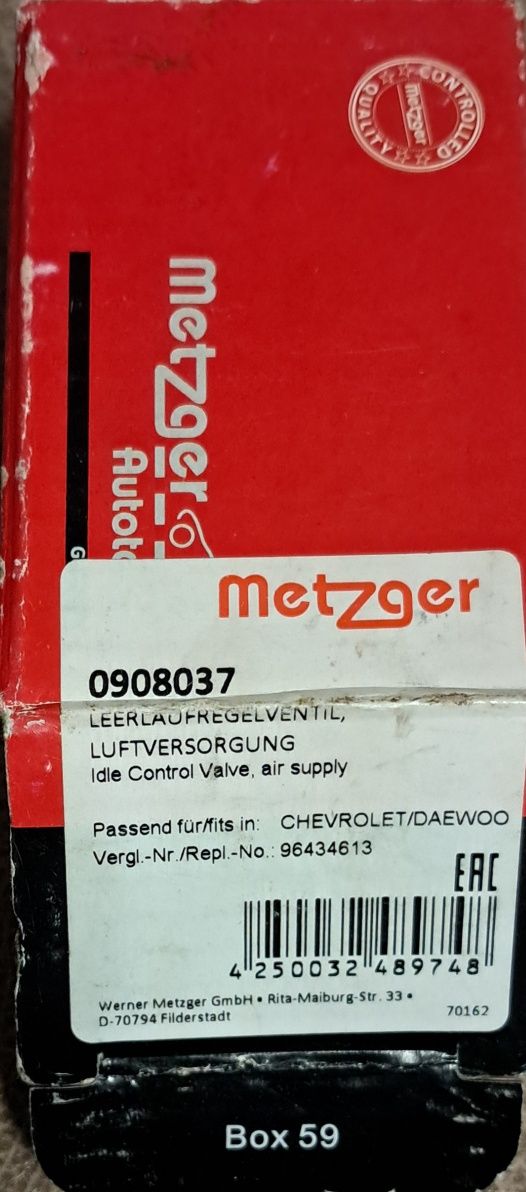 CONTROLLED
metzger
QUALITY
metzger
metzger
0908037
LEERLAUFREGELVENTIL,
LUFTVERSORGUNG
Idle Control Valve, air supply
Passend für/fits in: CHEVROLET/DAEWOO
Vergl.-Nr./Repl.-No.: 96434613
EAC
4 250032 489748
Werner Metzger GmbH • Rita-Maiburg-Str. 33 •
D-70794 Filderstadt
70162
Box 59